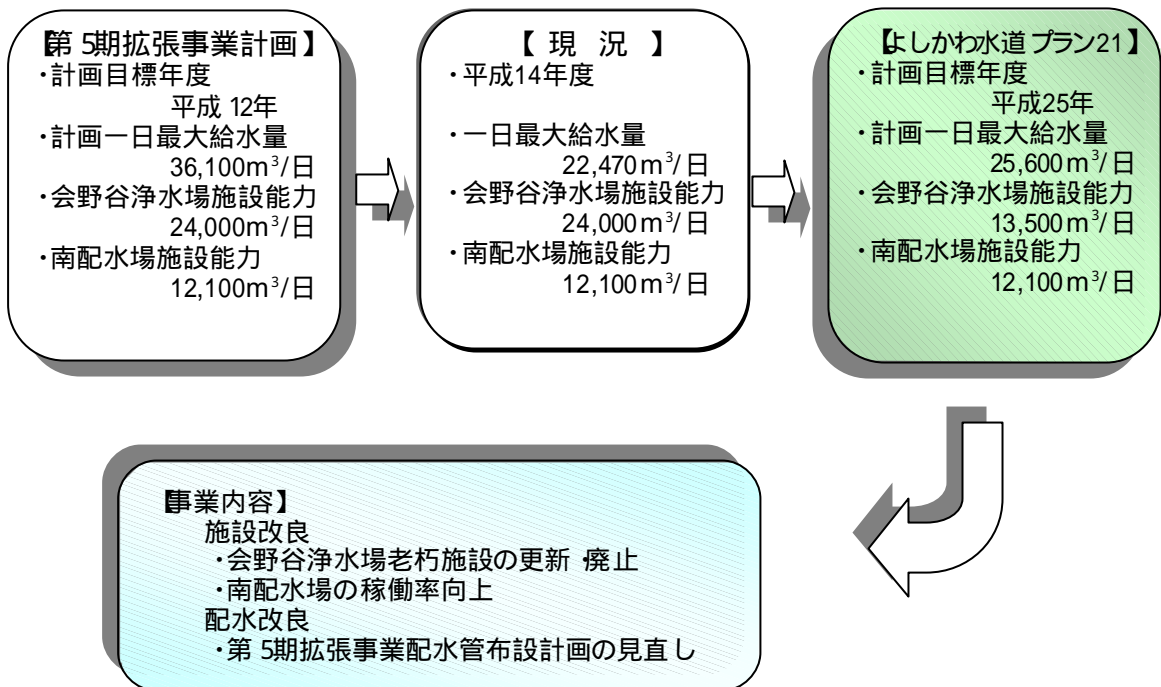 【第5期拡張事業計画】
・計画目標年度
平成 12年
・計画一日最大給水量
36,100m³/日
・会野谷浄水場施設能力
24,000m³/日
・南配水場施設能力
12,100m³/日
【 現 況 】
・平成14年度
・一日最大給水量
22,470m³/日
・会野谷浄水場施設能力
24,000m³/日
・南配水場施設能力
12,100m³/日
【よしかわ水道プラン21】
・計画目標年度
平成25年
・計画一日最大給水量
25,600m³/日
・会野谷浄水場施設能力
13,500m³/日
・南配水場施設能力
12,100m³/日
【事業内容】
施設改良
・会野谷浄水場老朽施設の更新・廃止
・南配水場の稼働率向上
配水改良
・第5期拡張事業配水管布設計画の見直し